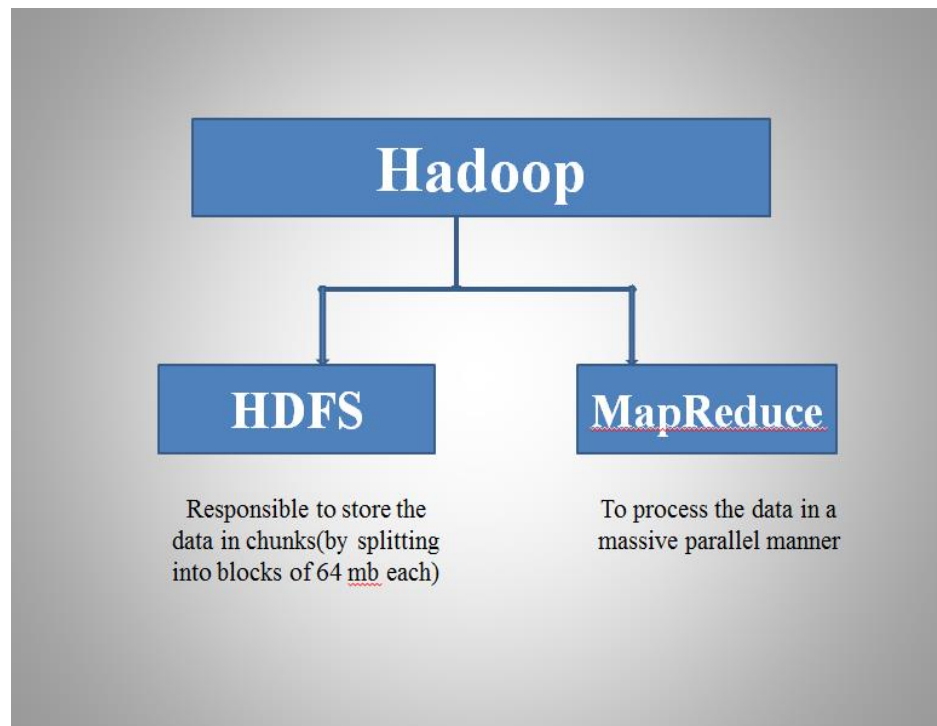 Hadoop
HDFS
MapReduce
Responsible to store the
data in chunks(by splitting
into blocks of 64 mb each)
To process the data in a
massive parallel manner